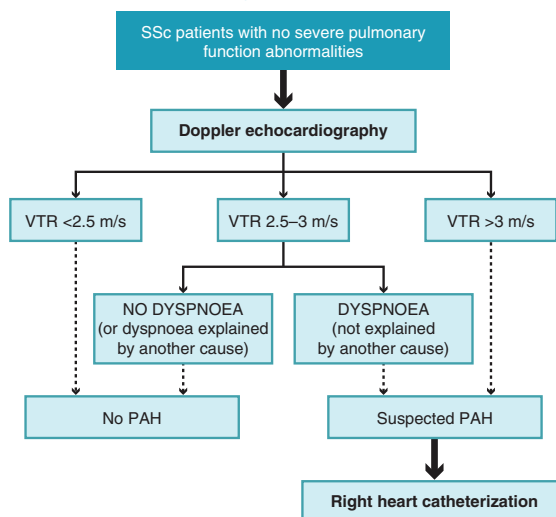 SSc patients with no severe pulmonary
function abnormalities
Doppler echocardiography
VTR <2.5 m/s
VTR 2.5–3 m/s
VTR >3 m/s
NO DYSPNOEA
(or dyspnoea explained
by another cause)
DYSPNOEA
(not explained
by another cause)
No PAH
Suspected PAH
Right heart catheterization